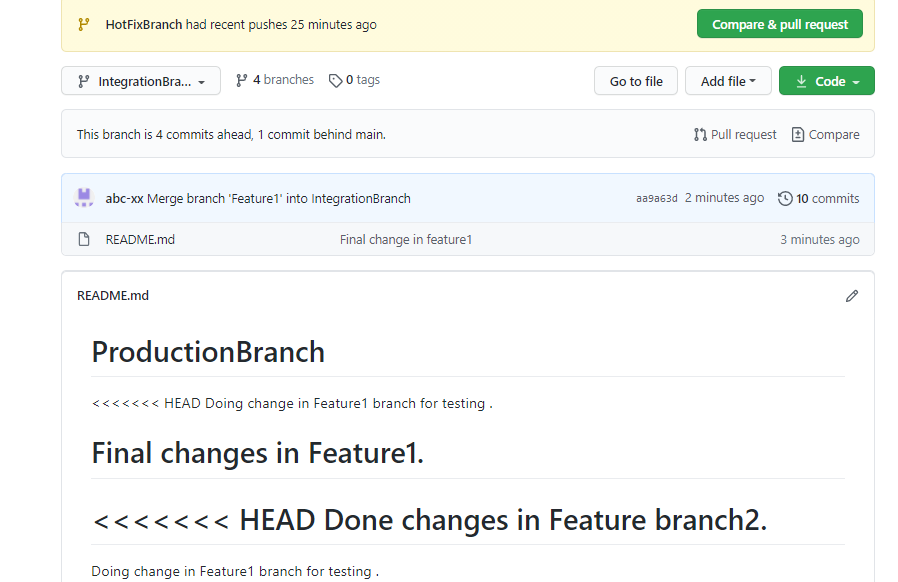 HotFixBranch had recent pushes 25 minutes ago
Compare & pull request
IntegrationBra...
4 branches
0 tags
Go to file
Add file
Code
This branch is 4 commits ahead, 1 commit behind main.
Pull request
Compare
abc-xx Merge branch 'Feature1' into IntegrationBranch
aa9a63d 2 minutes ago
10 commits
README.md
Final change in feature1
3 minutes ago
README.md
ProductionBranch
<<<<<<< HEAD Doing change in Feature1 branch for testing .
Final changes in Feature1.
<<<<<<< HEAD Done changes in Feature branch2.
Doing change in Feature1 branch for testing .